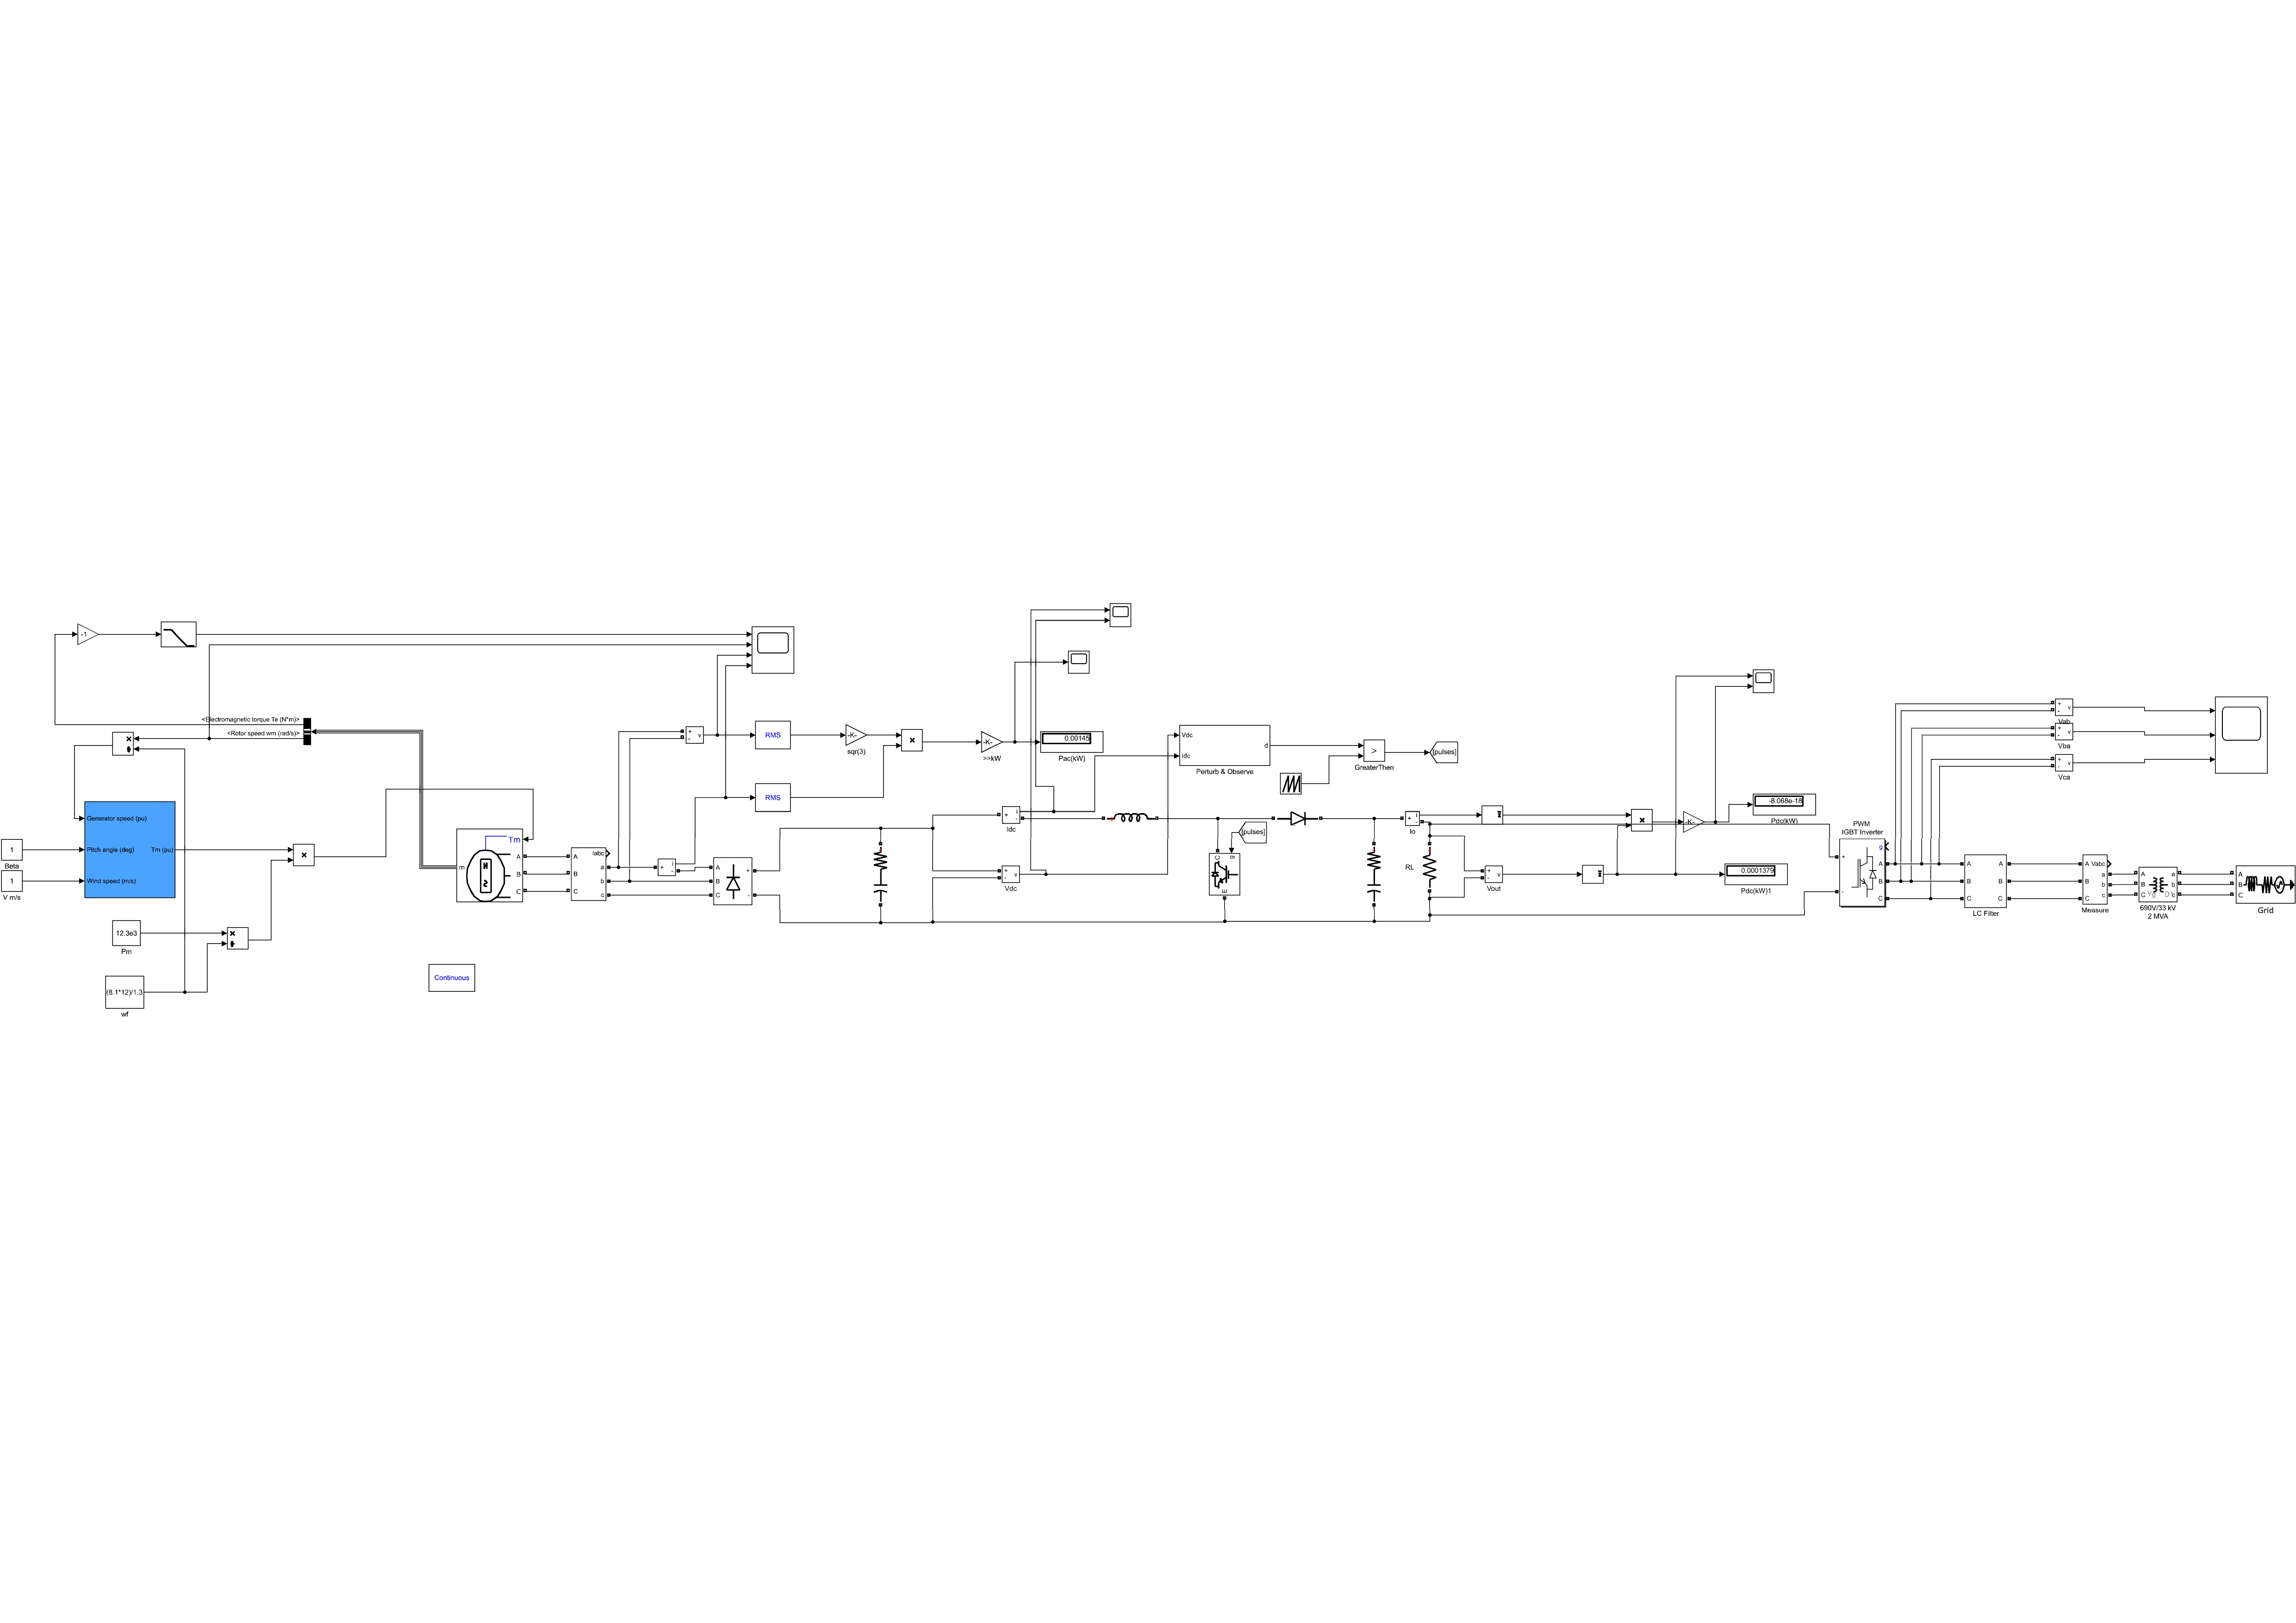 -1
<Electromagnetic torque Te (N*m)>
<Rotor speed wm (rad/s)>
Generator speed (pu)
Pitch angle (deg)
Tm (pu)
Wind speed (m/s)
1
Beta
1
V m/s
12.3e3
Pm
(8.1*12)/1.3
wf
Continuous
Tm
m
A
B
C
A
B
C
Iabc
a
b
c
+
-
v
+
-
i
A
B
C
+
-
RMS
RMS
-K-
sqr(3)
-K-
>>kW
0.00145
Pac(kW)
+
-
i
Idc
+
-
v
Vdc
Vdc
Idc
d
Perturb & Observe
>
GreaterThen
[pulses]
[pulses]
C
g
E
+
-
i
Io
RL
+
-
v
Vout
-K-
-8.068e-18
Pdc(kW)
0.0001379
Pdc(kW)1
PWM
IGBT Inverter
g
+
-
A
B
C
A
B
C
A
B
C
LC Filter
A
B
C
Vabc
a
b
c
Measure
A
B
C
Yg
D1
a
b
c
690V/33 kV
2 MVA
A
B
C
Grid
+
-
v
Vab
+
-
v
Vba
+
-
v
Vca